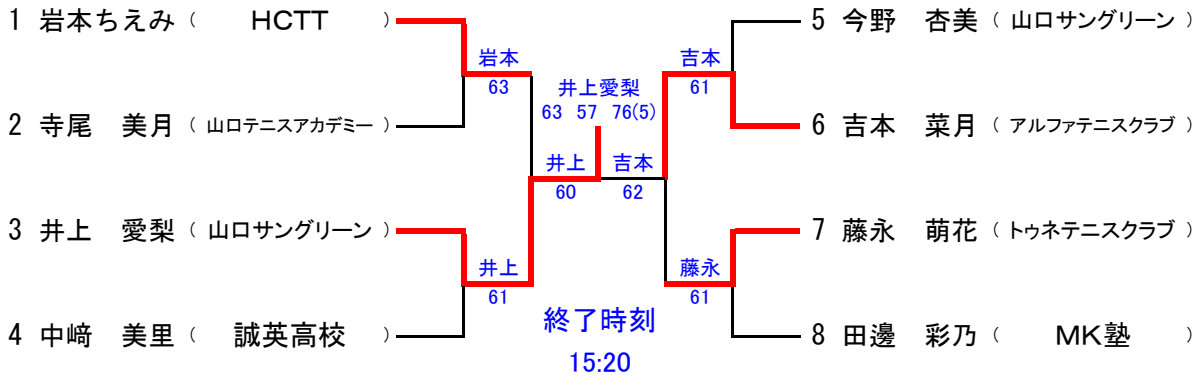 1 岩本ちえみ（ HCTT ）
岩本
63
2 寺尾　美月（ 山口テニスアカデミー ）
井上
60
3 井上　愛梨（ 山口サングリーン ）
井上
61
4 中﨑　美里（ 誠英高校 ）
井上愛梨
63 57 76(5)
終了時刻
15:20
5 今野　杏美（ 山口サングリーン ）
吉本
61
6 吉本　菜月（ アルファテニスクラブ ）
吉本
62
7 藤永　萌花（ トゥネテニスクラブ ）
藤永
61
8 田邊　彩乃（ MK塾 ）